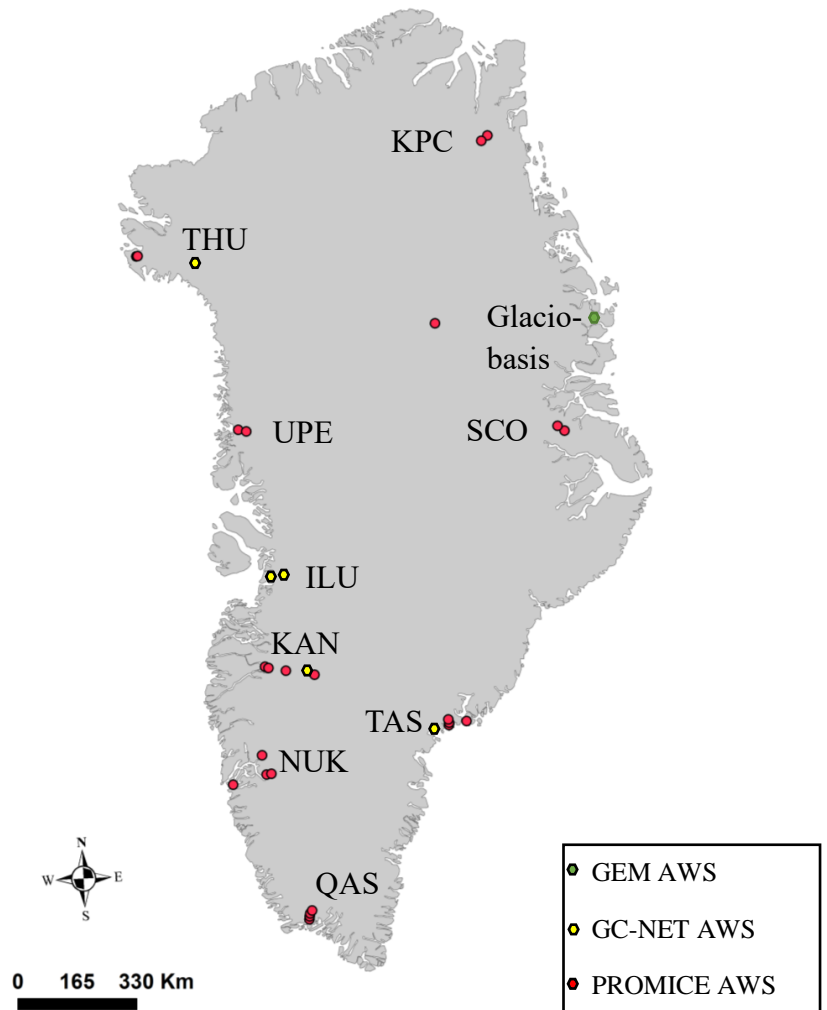 KPC
THU
Glacio-
basis
UPE
SCO
ILU
KAN
TAS
NUK
QAS
N
W E
S
0 165 330 Km
GEM AWS
GC-NET AWS
PROMICE AWS